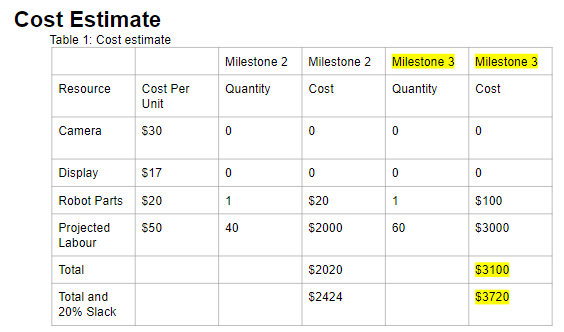 Cost Estimate
Table 1: Cost estimate
Milestone 2 Milestone 2 Milestone 3 Milestone 3
Resource Cost Per Unit Quantity Cost Quantity Cost
Camera $30 0 0 0 0
Display $17 0 0 0 0
Robot Parts $20 1 $20 1 $100
Projected Labour $50 40 $2000 60 $3000
Total $2020 $3100
Total and 20% Slack $2424 $3720